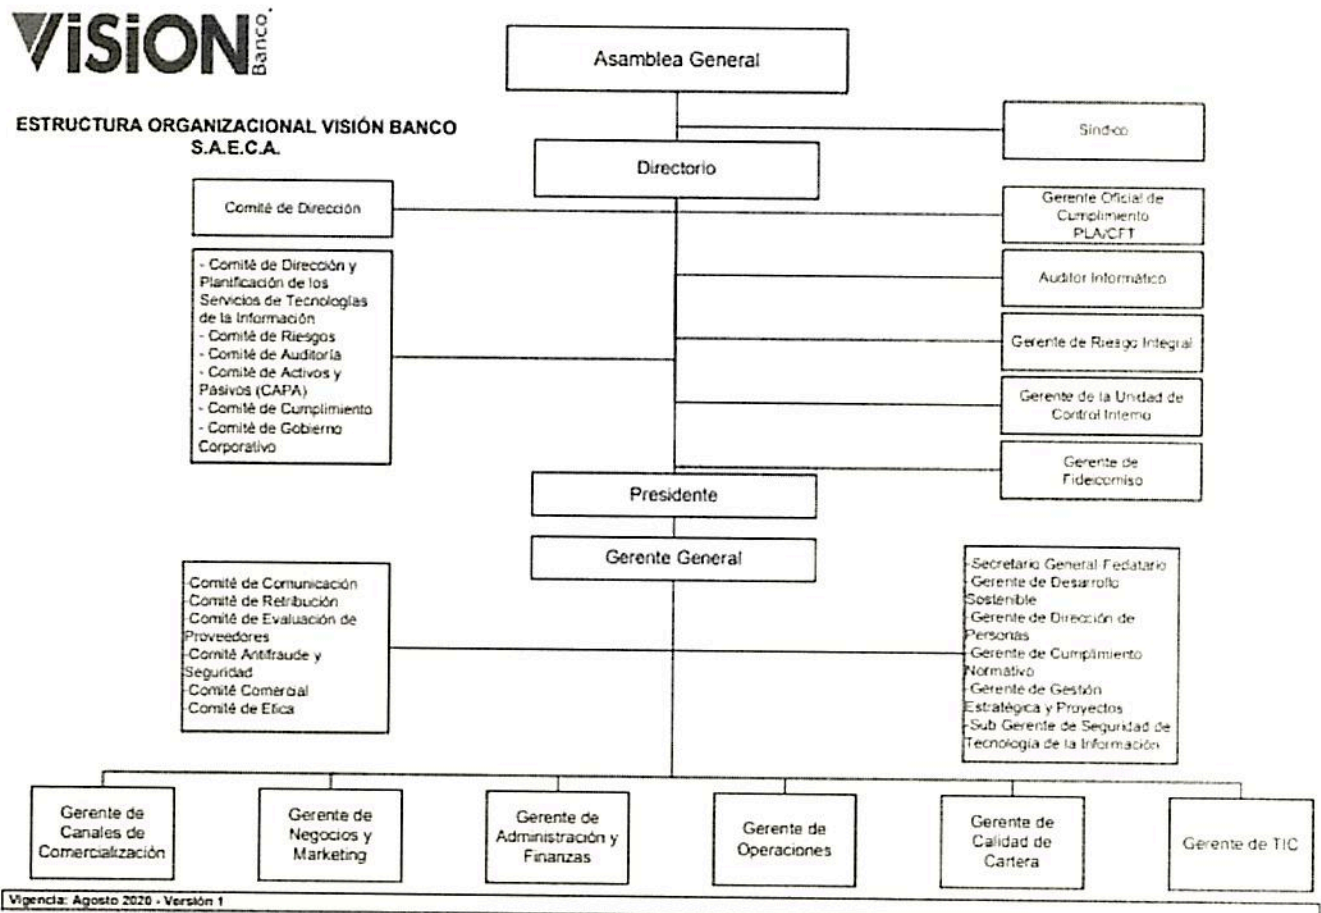 ViSiON
Banco.
ESTRUCTURA ORGANIZACIONAL VISIÓN BANCO
S.A.E.C.A.
Asamblea General
Síndico
Directorio
Comité de Dirección
Gerente Oficial de
Cumplimiento
PLA/CFT
- Comité de Dirección y
Planificación de los
Servicios de Tecnologías
de la Información
- Comité de Riesgos
- Comité de Auditoría
- Comité de Activos y
Pasivos (CAPA)
- Comité de Cumplimiento
- Comité de Gobierno
Corporativo
Auditor Informático
Gerente de Riesgo Integral
Gerente de la Unidad de
Control Interno
Gerente de
Fideicomiso
Presidente
Gerente General
-Comité de Comunicación
-Comité de Retribución
-Comité de Evaluación de
Proveedores
-Comité Antifraude y
Seguridad
-Comité Comercial
-Comité de Etica
-Secretario General-Fedatario
-Gerente de Desarrollo
Sostenible
-Gerente de Dirección de
Personas
-Gerente de Cumplimiento
Normativo
-Gerente de Gestión
Estratégica y Proyectos
-Sub Gerente de Seguridad de
Tecnología de la Información
Gerente de
Canales de
Comercialización
Gerente de
Negocios y
Marketing
Gerente de
Administración y
Finanzas
Gerente de
Operaciones
Gerente de
Calidad de
Cartera
Gerente de TIC
Vigencia: Agosto 2020 - Versión 1